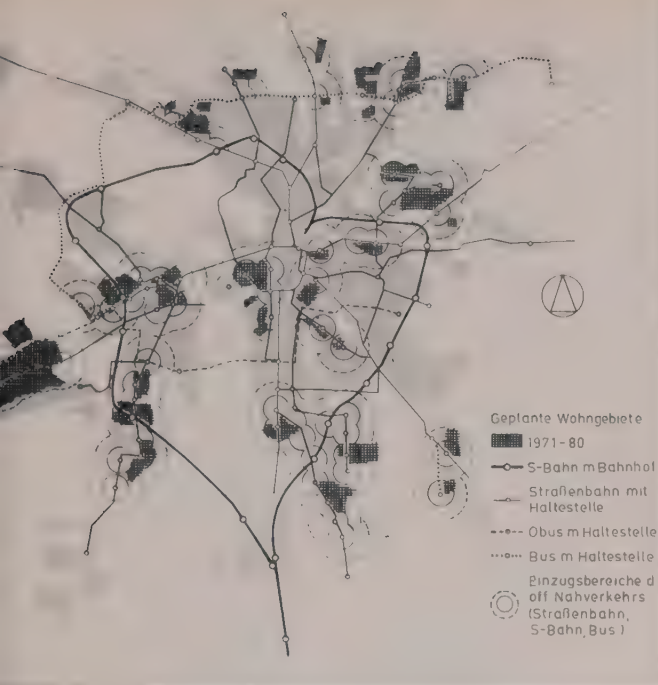 Geplante Wohngebiete
1971-80
S-Bahn m Bahnhof
Straßenbahn mit
Haltestelle
Obus m Haltestelle
Bus m Haltestelle
Einzugsbereiche d
öff Nahverkehrs
(Straßenbahn,
S-Bahn, Bus)